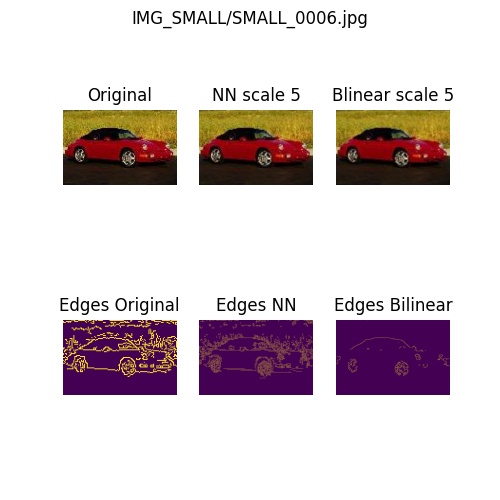 IMG_SMALL/SMALL_0006.jpg
Original
NN scale 5
Blinear scale 5
Edges Original
Edges NN
Edges Bilinear